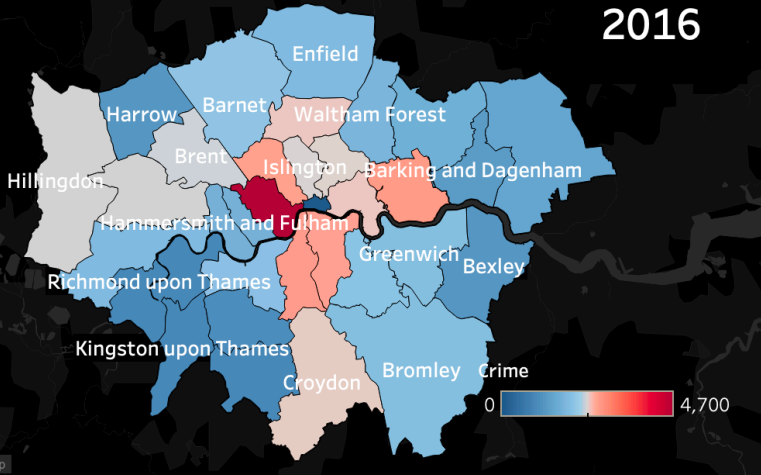 2016
Enfield
Harrow
Barnet
Waltham Forest
Brent
Islington
Barking and Dagenham
Hillingdon
Hammersmith and Fulham
Greenwich
Bexley
Richmond upon Thames
Kingston upon Thames
Croydon
Bromley
Crime
0
4,700
p